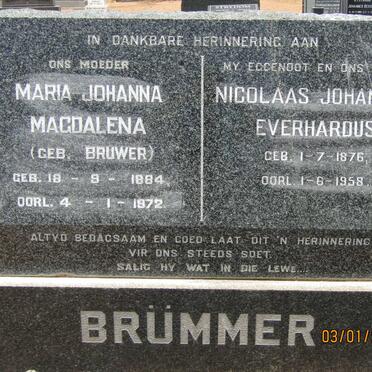 IN DANKBARE HERINNERING AAN
ONS MOEDER
MARIA JOHANNA
MAGDALENA
(GEB. BRUWER)
GEB. 18 - 9 - 1884
OORL. 4 - 1 - 1972
MY EGGENOOT EN ONS
NICOLAAS JOHAN
EVERHARDUS
GEB. 1-7-1876
OORL. 1-6-1958
ALTYD BEDAGSAAM EN GOED LAAT DIT 'N HERINNERING
VIR ONS STEEDS SOET.
SALIG HY WAT IN DIE LEWE...
BRÜMMER
03/01/